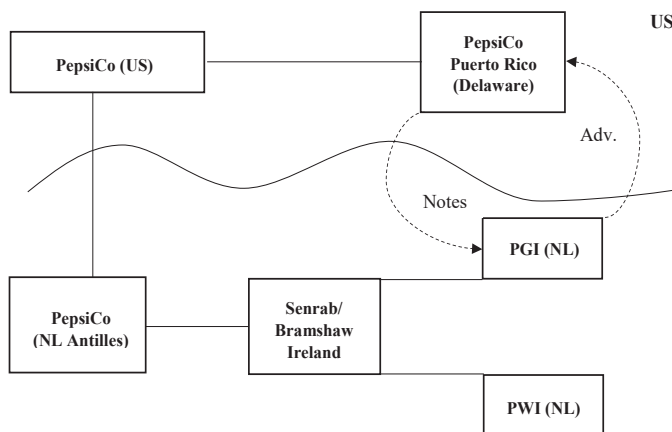 US
PepsiCo (US)
PepsiCo
Puerto Rico
(Delaware)
Adv.
Notes
PGI (NL)
PepsiCo
(NL Antilles)
Senrab/
Bramshaw
Ireland
PWI (NL)